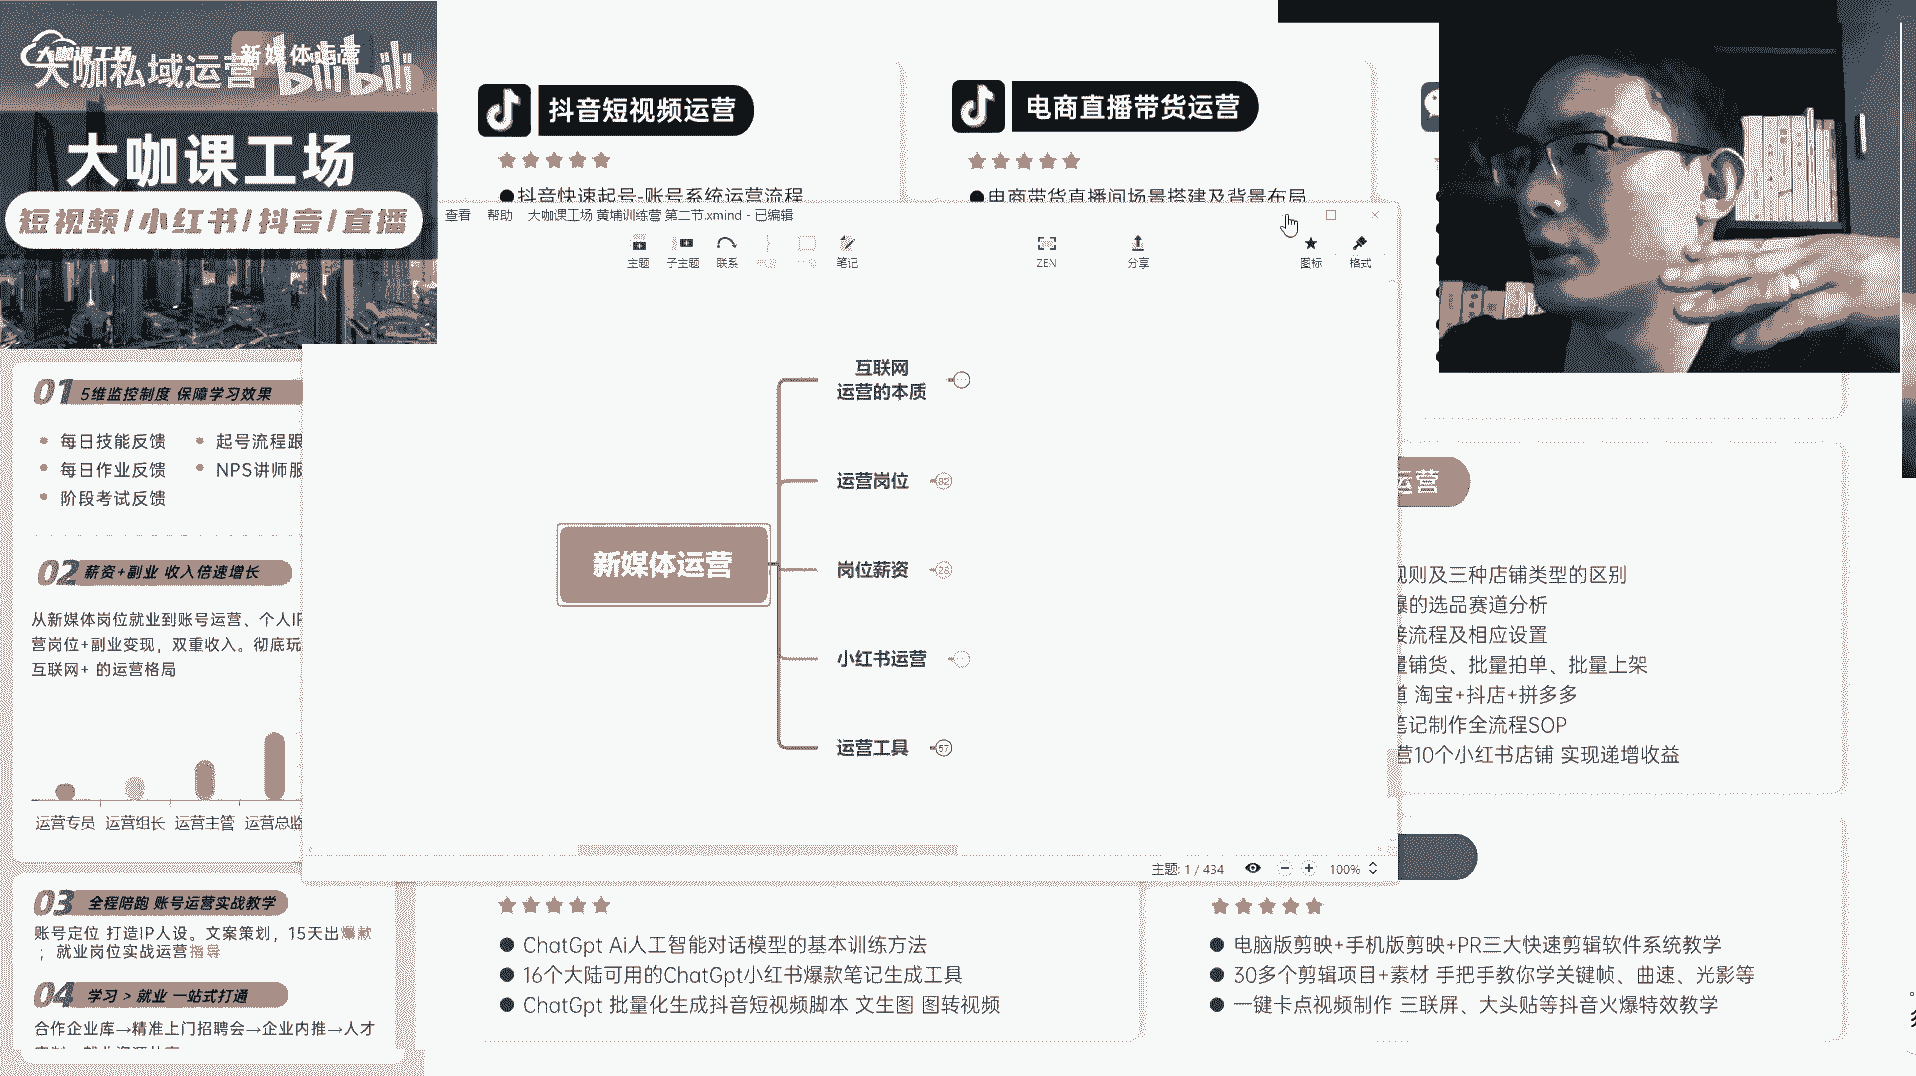 大咖课工场
新媒体运营
大咖私域运营
bilibili
大咖课工场
短视频/小红书/抖音/直播
抖音短视频运营
抖音快速起号-账号系统运营流程
电商直播带货运营
电商带货直播间场景搭建及背景布局
查看 帮助 大咖课工场 黄埔训练营 第二节.xmind - 已编辑
主题 子主题 联系 笔记 ZEN 分享 图标 格式
互联网
运营的本质
运营岗位 82
岗位薪资 26
新媒体运营
小红书运营
运营工具 57
主题: 1 / 434 100%
01 5维监控制度 保障学习效果
每日技能反馈 起号流程跟
每日作业反馈 NPS讲师服
阶段考试反馈
02 薪资+副业 收入倍速增长
从新媒体岗位就业到账号运营、个人IP
营岗位+副业变现，双重收入。彻底玩
互联网+ 的运营格局
运营专员 运营组长 运营主管 运营总监
03 全程陪跑 账号运营实战教学
账号定位 打造IP人设。文案策划，15天出爆款
；就业岗位实战运营指导
04 学习 > 就业 一站式打通
合作企业库→精准上门招聘会→企业内推→人才
运营
规则及三种店铺类型的区别
爆的选品赛道分析
接流程及相应设置
量铺货、批量拍单、批量上架
道 淘宝+抖店+拼多多
笔记制作全流程SOP
营10个小红书店铺 实现递增收益
ChatGpt Ai人工智能对话模型的基本训练方法
16个大陆可用的ChatGpt小红书爆款笔记生成工具
ChatGpt 批量化生成抖音短视频脚本 文生图 图转视频
电脑版剪映+手机版剪映+PR三大快速剪辑软件系统教学
30多个剪辑项目+素材 手把手教你学关键帧、曲速、光影等
一键卡点视频制作 三联屏、大头贴等抖音火爆特效教学